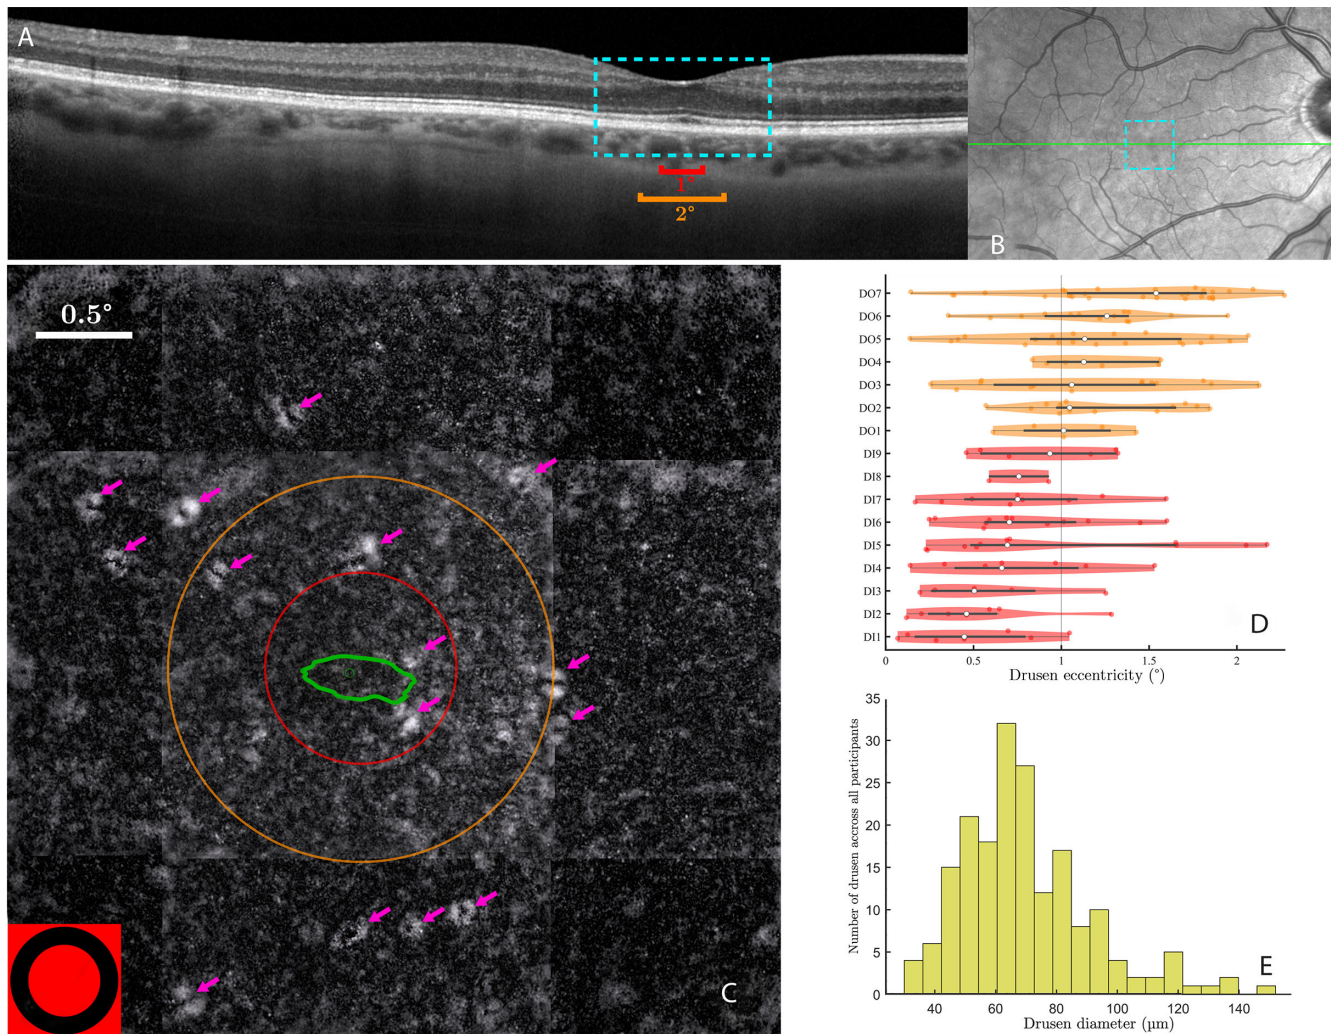 A
1°
2°
B
0.5°
C
DO7
DO6
DO5
DO4
DO3
DO2
DO1
DI9
DI8
DI7
DI6
DI5
DI4
DI3
DI2
DI1
D
0 0.5 1 1.5 2
Drusen eccentricity (°)
Number of drusen accross all participants
35
30
25
20
15
10
5
0
E
40 60 80 100 120 140
Drusen diameter (µm)